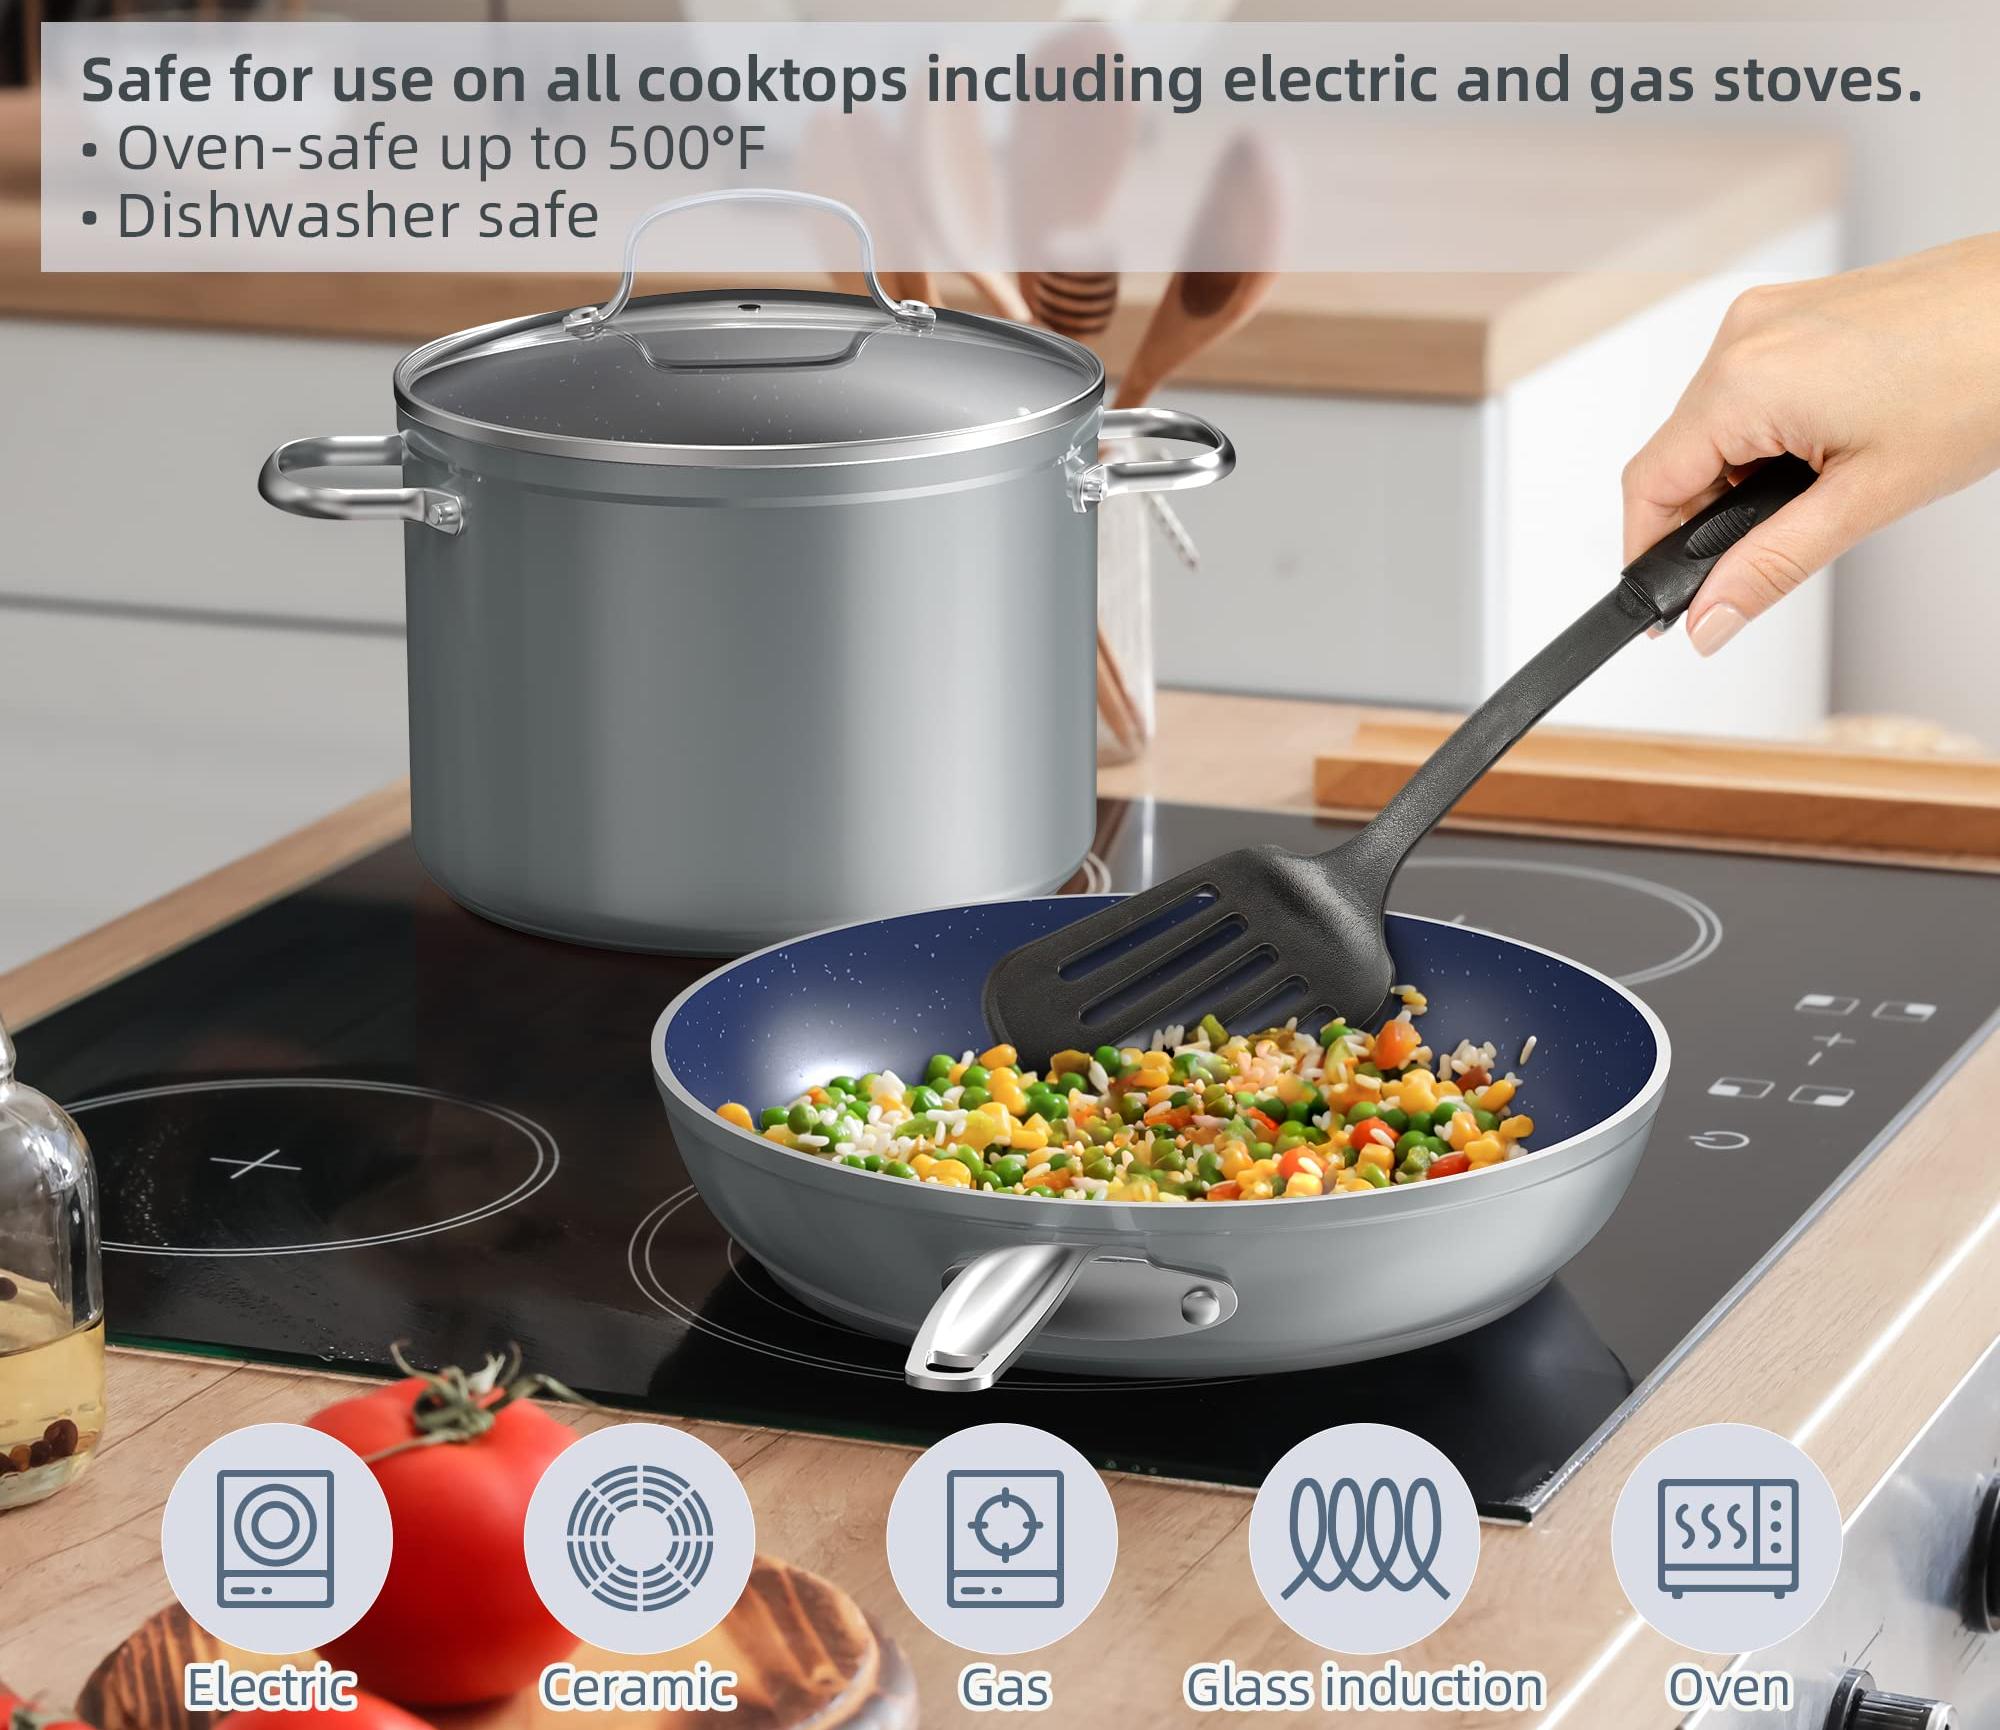 Safe for use on all cooktops including electric and gas stoves.
• Oven-safe up to 500°F
• Dishwasher safe
Electric
Ceramic
Gas
Glass induction
Oven